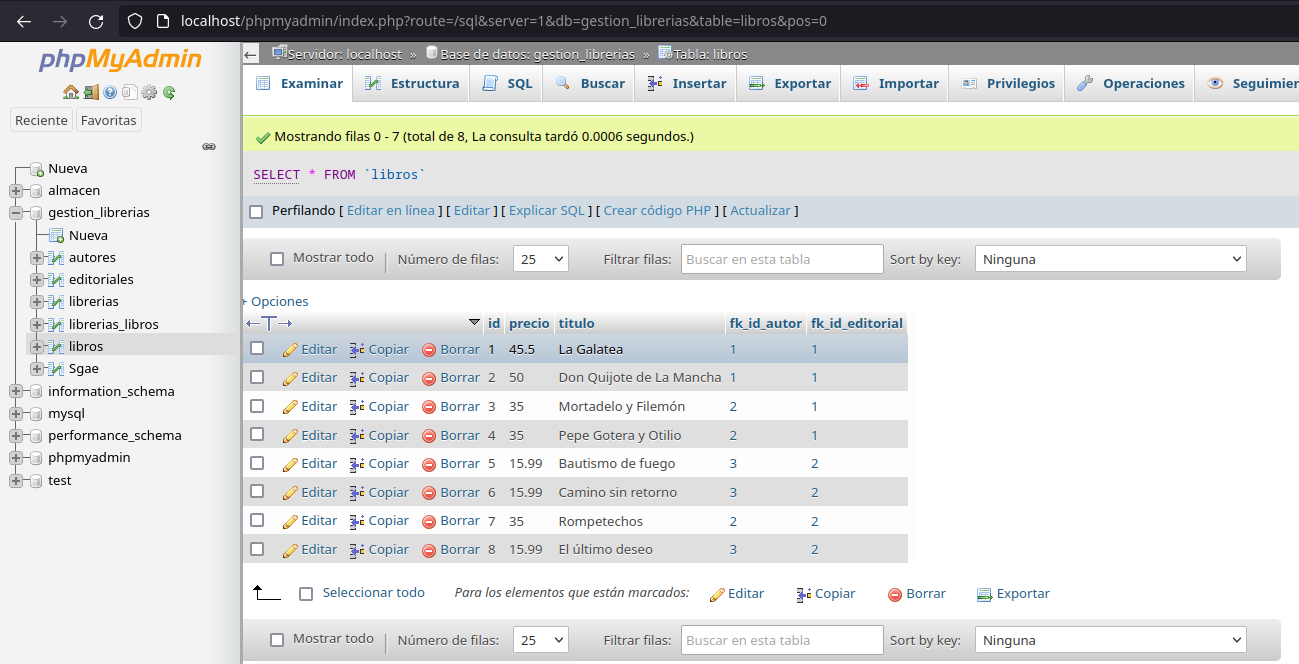 localhost/phpmyadmin/index.php?route=/sql&server=1&db=gestion_librerias&table=libros&pos=0
phpMyAdmin
Reciente Favoritas
Nueva
almacen
gestion_librerias
Nueva
autores
editoriales
librerias
librerias_libros
libros
Sgae
information_schema
mysql
performance_schema
phpmyadmin
test
Servidor: localhost » Base de datos: gestion_librerias » Tabla: libros
Examinar Estructura SQL Buscar Insertar Exportar Importar Privilegios Operaciones Seguimier
Mostrando filas 0 - 7 (total de 8, La consulta tardó 0.0006 segundos.)
SELECT * FROM `libros`
Perfilando [ Editar en línea ] [ Editar ] [ Explicar SQL ] [ Crear código PHP ] [ Actualizar ]
Mostrar todo Número de filas: 25 Filtrar filas: Buscar en esta tabla Sort by key: Ninguna
+ Opciones
←T→ id precio titulo fk_id_autor fk_id_editorial
Editar Copiar Borrar 1 45.5 La Galatea 1 1
Editar Copiar Borrar 2 50 Don Quijote de La Mancha 1 1
Editar Copiar Borrar 3 35 Mortadelo y Filemón 2 1
Editar Copiar Borrar 4 35 Pepe Gotera y Otilio 2 1
Editar Copiar Borrar 5 15.99 Bautismo de fuego 3 2
Editar Copiar Borrar 6 15.99 Camino sin retorno 3 2
Editar Copiar Borrar 7 35 Rompetechos 2 2
Editar Copiar Borrar 8 15.99 El último deseo 3 2
Seleccionar todo Para los elementos que están marcados: Editar Copiar Borrar Exportar
Mostrar todo Número de filas: 25 Filtrar filas: Buscar en esta tabla Sort by key: Ninguna